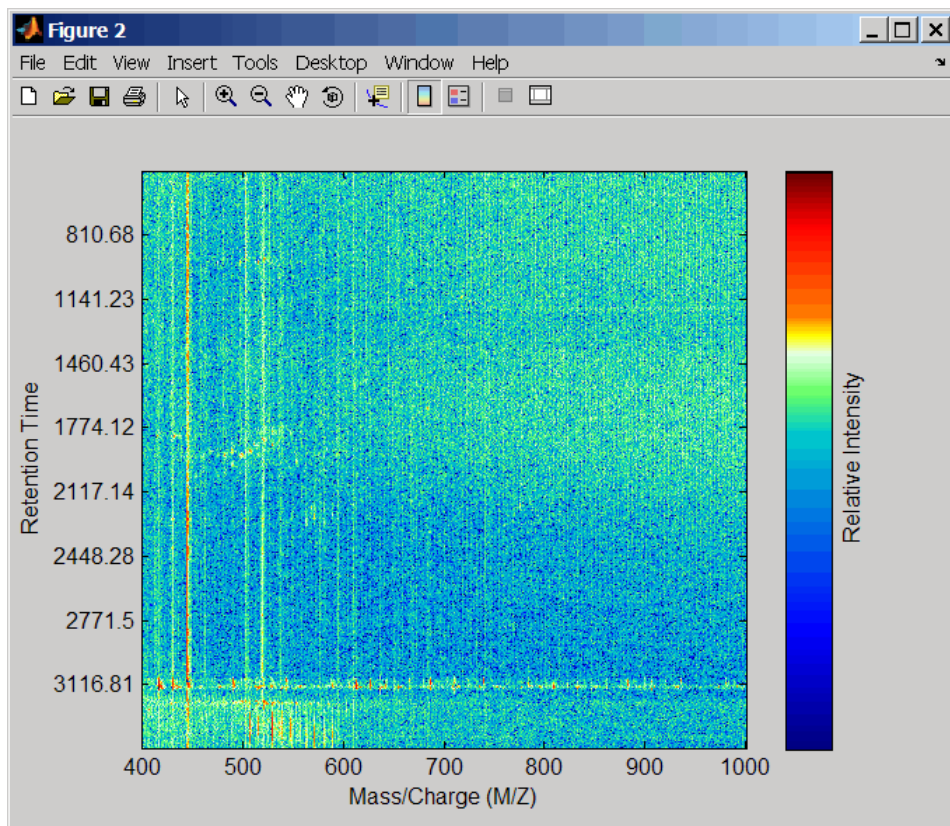 Figure 2
File Edit View Insert Tools Desktop Window Help
810.68
1141.23
1460.43
1774.12
2117.14
2448.28
2771.5
3116.81
Retention Time
400 500 600 700 800 900 1000
Mass/Charge (M/Z)
Relative Intensity